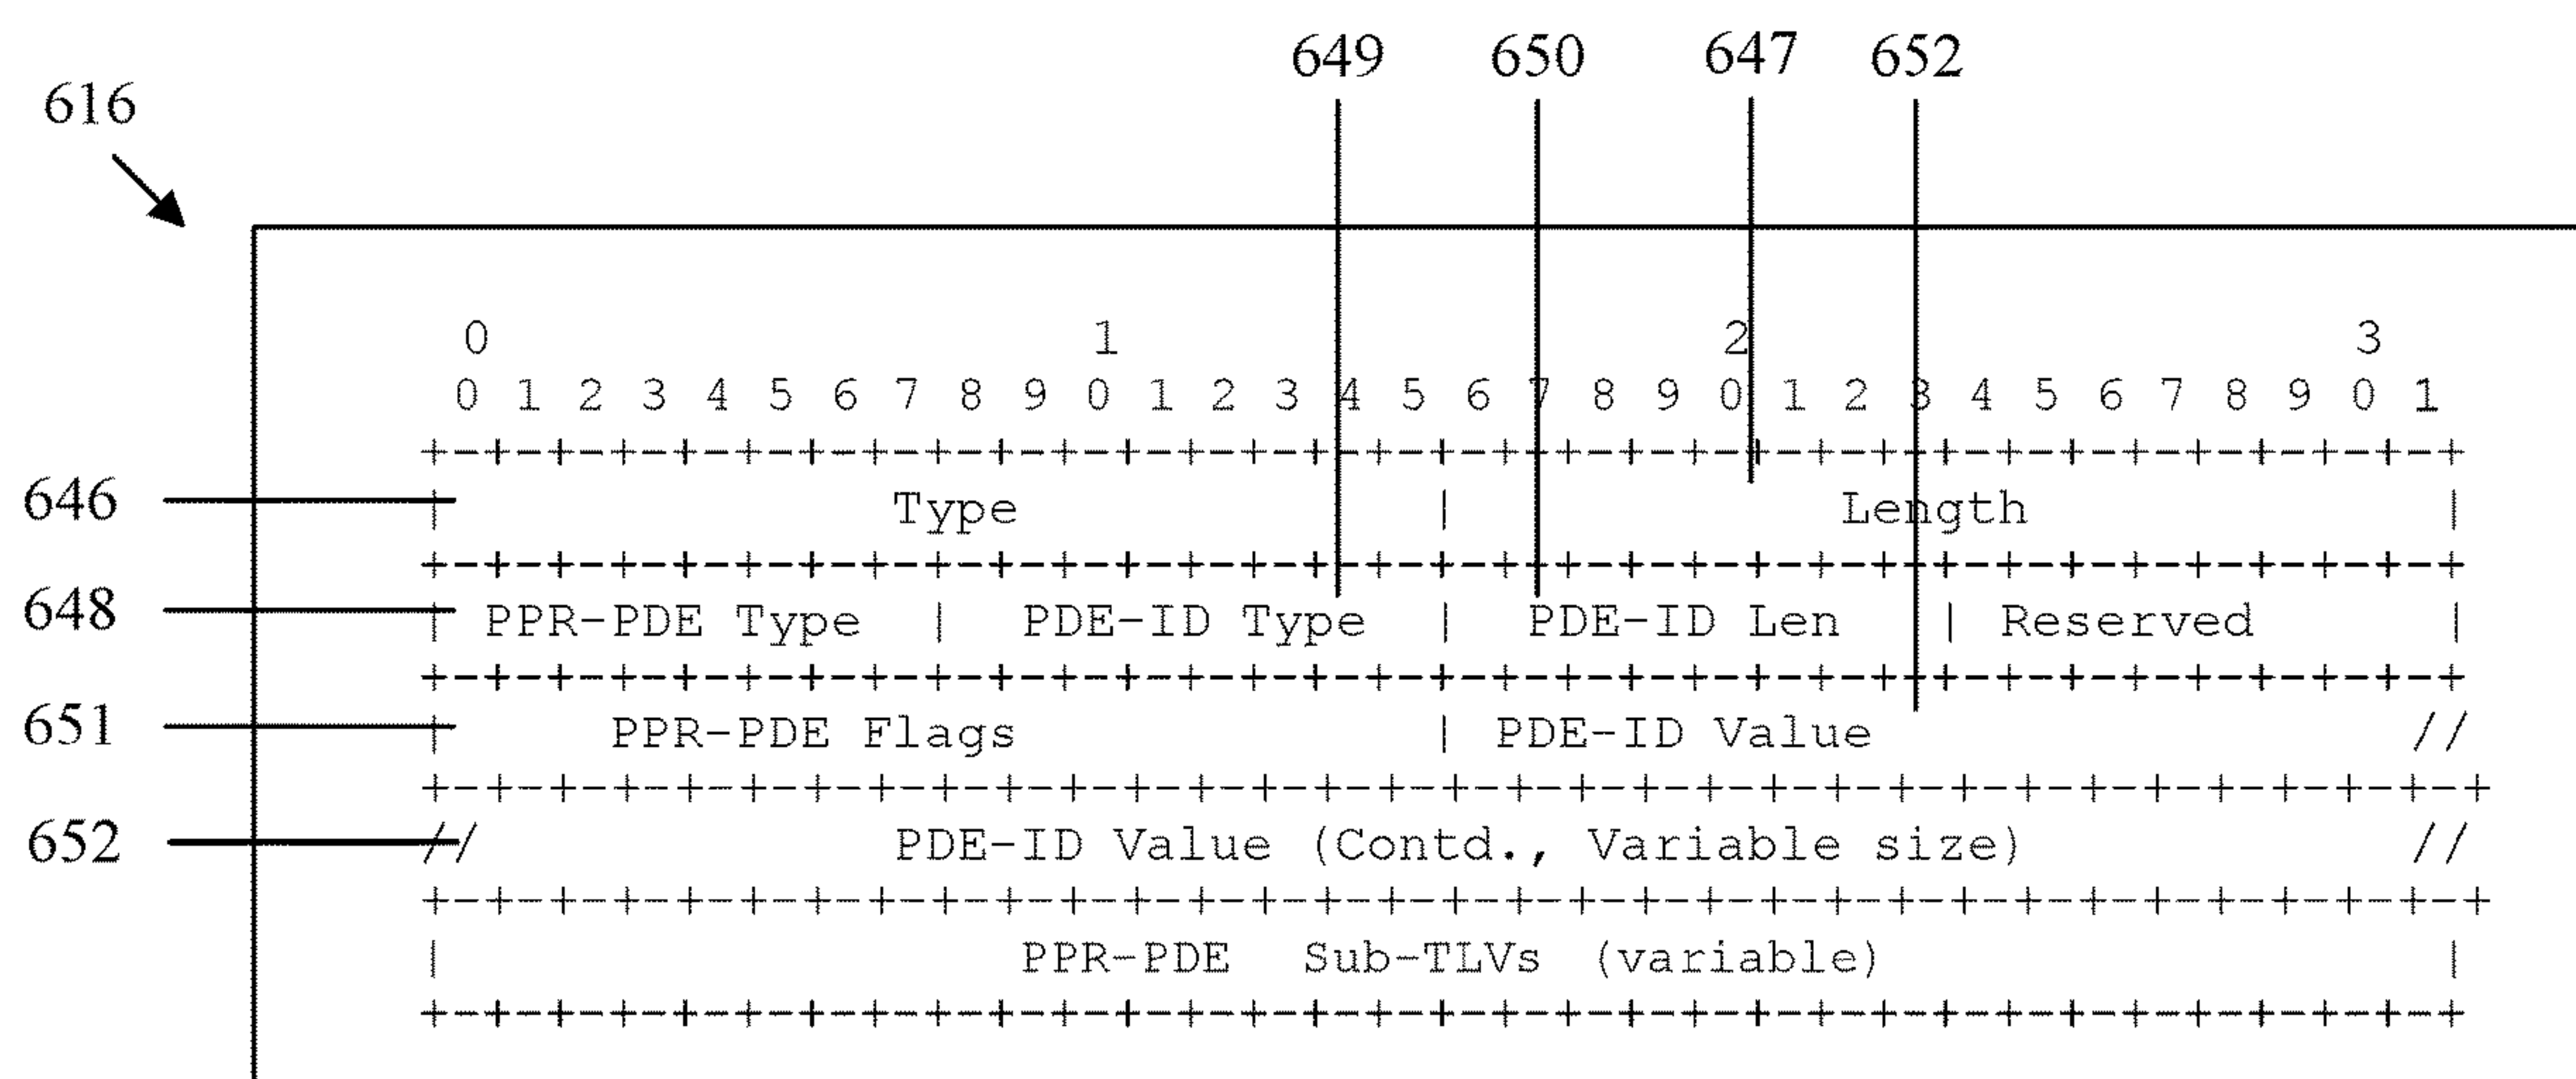 649 650 647 652
616
0 1 2 3
0 1 2 3 4 5 6 7 8 9 0 1 2 3 4 5 6 7 8 9 0 1 2 3 4 5 6 7 8 9 0 1
+-+-+-+-+-+-+-+-+-+-+-+-+-+-+-+-+-+-+-+-+-+-+-+-+-+-+-+-+-+-+-+-+
646 | Type | Length |
+-+-+-+-+-+-+-+-+-+-+-+-+-+-+-+-+-+-+-+-+-+-+-+-+-+-+-+-+-+-+-+-+
648 | PPR-PDE Type | PDE-ID Type | PDE-ID Len | Reserved |
+-+-+-+-+-+-+-+-+-+-+-+-+-+-+-+-+-+-+-+-+-+-+-+-+-+-+-+-+-+-+-+-+
651 | PPR-PDE Flags | PDE-ID Value //
+-+-+-+-+-+-+-+-+-+-+-+-+-+-+-+-+-+-+-+-+-+-+-+-+-+-+-+-+-+-+-+-+
652 // PDE-ID Value (Contd., Variable size) //
+-+-+-+-+-+-+-+-+-+-+-+-+-+-+-+-+-+-+-+-+-+-+-+-+-+-+-+-+-+-+-+-+
| PPR-PDE Sub-TLVs (variable) |
+-+-+-+-+-+-+-+-+-+-+-+-+-+-+-+-+-+-+-+-+-+-+-+-+-+-+-+-+-+-+-+-+